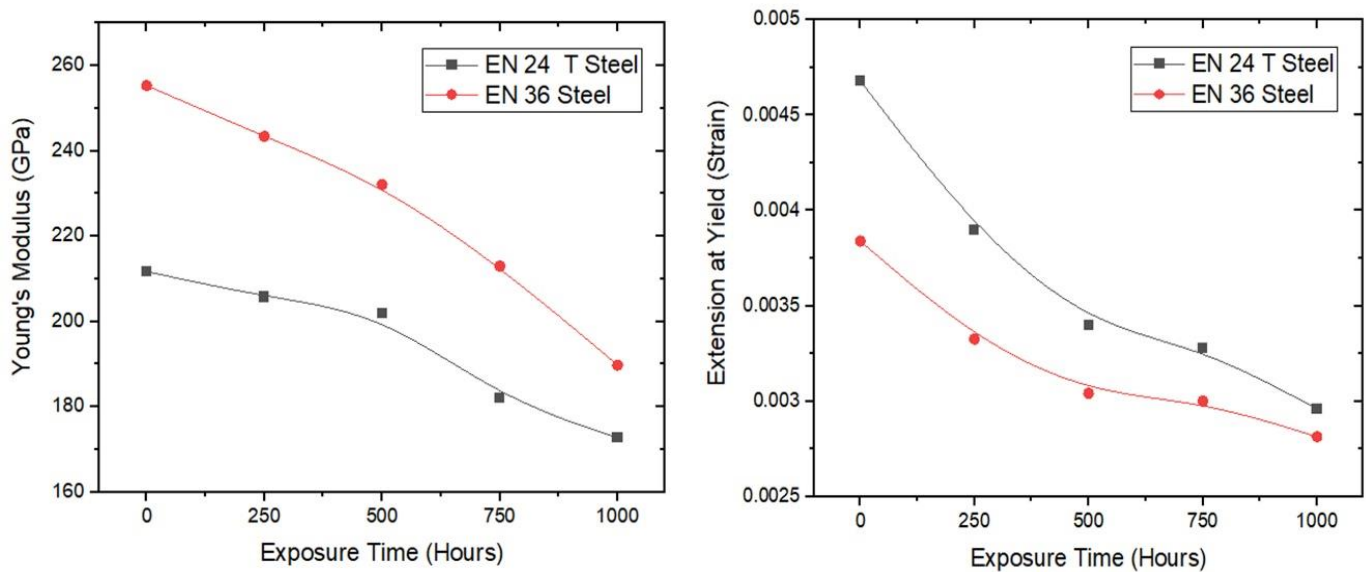 Young's Modulus (GPa)
260
240
220
200
180
160
EN 24 T Steel
EN 36 Steel
0 250 500 750 1000
Exposure Time (Hours)
Extension at Yield (Strain)
0.005
0.0045
0.004
0.0035
0.003
0.0025
EN 24 T Steel
EN 36 Steel
0 250 500 750 1000
Exposure Time (Hours)